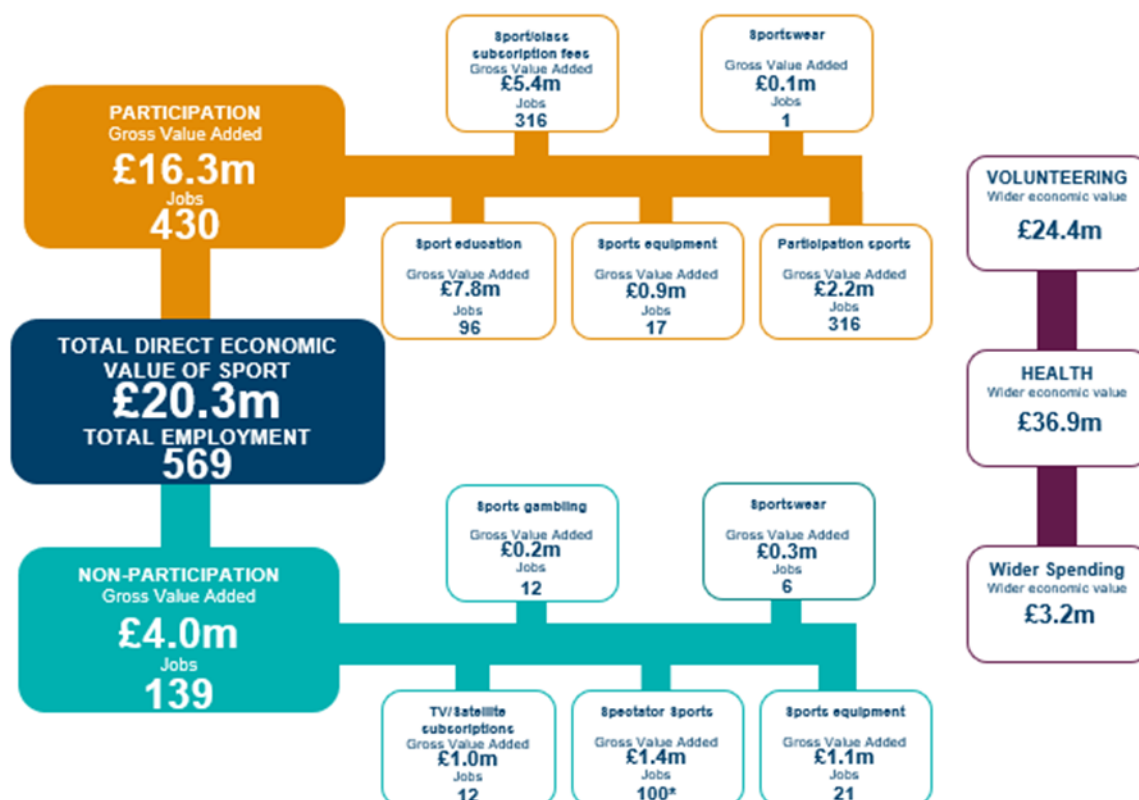 Sport/class
subscription fees
Gross Value Added
£5.4m
Jobs
316
Sportswear
Gross Value Added
£0.1m
Jobs
1
PARTICIPATION
Gross Value Added
£16.3m
Jobs
430
Sport education
Gross Value Added
£7.8m
Jobs
96
Sports equipment
Gross Value Added
£0.9m
Jobs
17
Participation sports
Gross Value Added
£2.2m
Jobs
316
TOTAL DIRECT ECONOMIC
VALUE OF SPORT
£20.3m
TOTAL EMPLOYMENT
569
Sports gambling
Gross Value Added
£0.2m
Jobs
12
Sportswear
Gross Value Added
£0.3m
Jobs
6
NON-PARTICIPATION
Gross Value Added
£4.0m
Jobs
139
TV/Satellite
subscriptions
Gross Value Added
£1.0m
Jobs
12
Spectator Sports
Gross Value Added
£1.4m
Jobs
100*
Sports equipment
Gross Value Added
£1.1m
Jobs
21
VOLUNTEERING
Wider economic value
£24.4m
HEALTH
Wider economic value
£36.9m
Wider Spending
Wider economic value
£3.2m